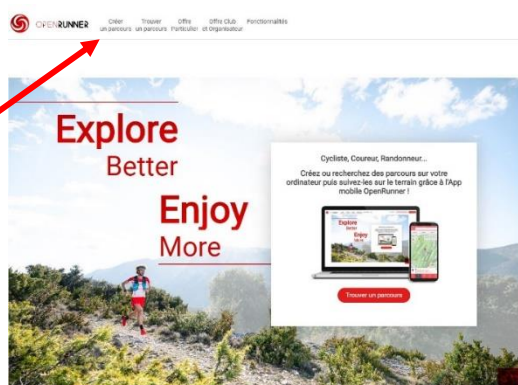 OPENRUNNER
Créer
un parcours
Trouver
un parcours
Offre
Particulier
Offre Club
et Organisateur
Fonctionnalités
Explore
Better
Enjoy
More
Cycliste, Coureur, Randonneur...
Créez ou recherchez des parcours sur votre
ordinateur puis suivez-les sur le terrain grâce à l'App
mobile OpenRunner !
Explore
Better
Enjoy
More
Trouver un parcours